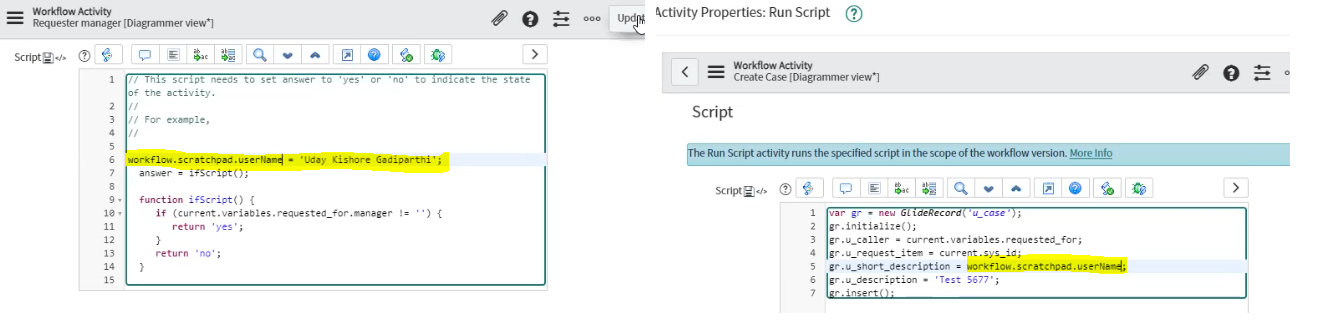 Workflow Activity
Requester manager [Diagrammer view*]
Script
1 // This script needs to set answer to 'yes' or 'no' to indicate the state
of the activity.
2 //
3 // For example,
4 //
5
6 workflow.scratchpad.userName = 'Uday Kishore Gadiparthi';
7 answer = ifScript();
8
9 function ifScript() {
10 if (current.variables.requested_for.manager != '') {
11 return 'yes';
12 }
13 return 'no';
14 }
15
Activity Properties: Run Script
Workflow Activity
Create Case [Diagrammer view*]
Script
The Run Script activity runs the specified script in the scope of the workflow version. More Info
Script
1 var gr = new GlideRecord('u_case');
2 gr.initialize();
3 gr.u_caller = current.variables.requested_for;
4 gr.u_request_item = current.sys_id;
5 gr.u_short_description = workflow.scratchpad.userName;
6 gr.u_description = 'Test 5677';
7 gr.insert();